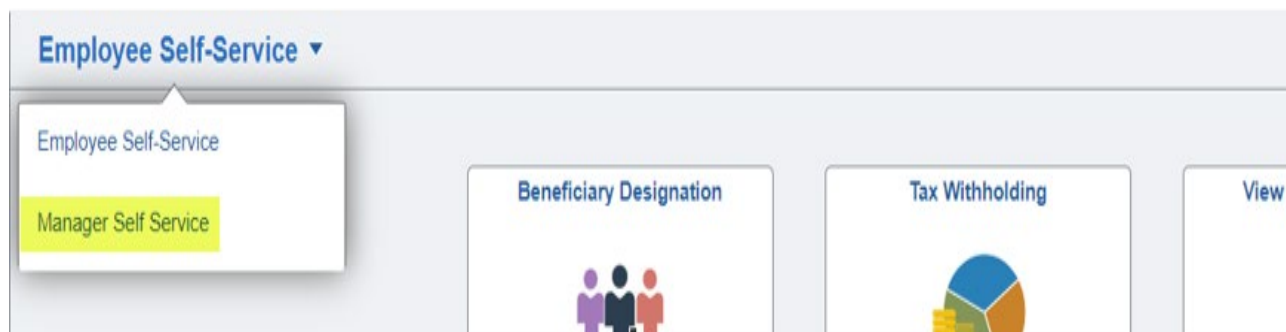 Employee Self-Service
Employee Self-Service
Manager Self Service
Beneficiary Designation
Tax Withholding
View